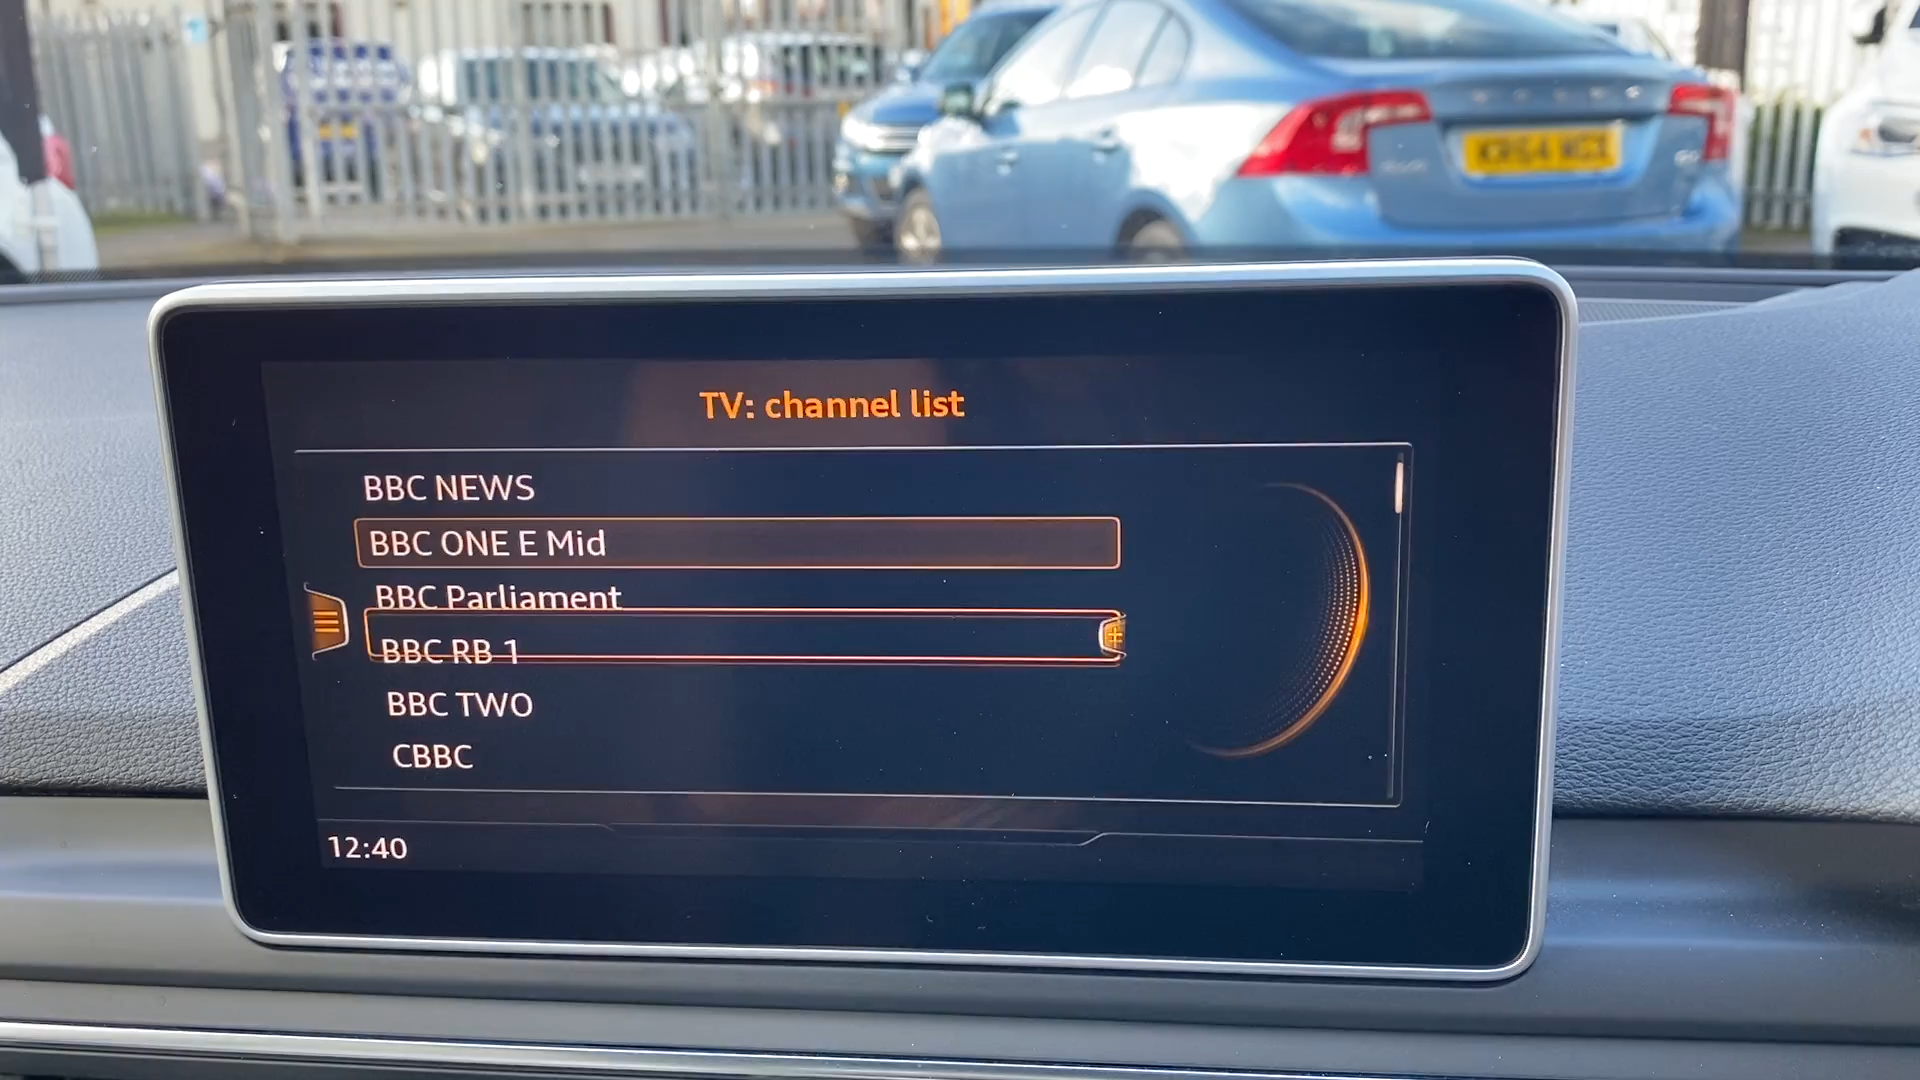 TV: channel list
BBC NEWS
BBC ONE E Mid
BBC Parliament
BBC RB 1
BBC TWO
CBBC
12:40